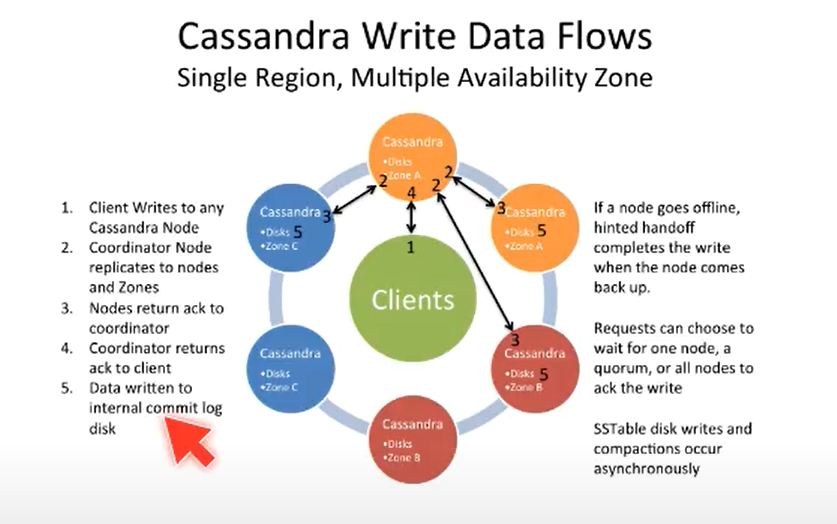 Cassandra Write Data Flows
Single Region, Multiple Availability Zone
1. Client Writes to any
Cassandra Node
2. Coordinator Node
replicates to nodes
and Zones
3. Nodes return ack to
coordinator
4. Coordinator returns
ack to client
5. Data written to
internal commit log
disk
Cassandra
•Disks
•Zone A
2
4
2
2
Cassandra
•Disks 5
•Zone C
3
3
Cassandra
•Disks 5
•Zone A
1
Clients
Cassandra
•Disks
•Zone C
3
Cassandra
•Disks 5
•Zone B
Cassandra
•Disks
•Zone B
If a node goes offline,
hinted handoff
completes the write
when the node comes
back up.
Requests can choose to
wait for one node, a
quorum, or all nodes to
ack the write
SSTable disk writes and
compactions occur
asynchronously